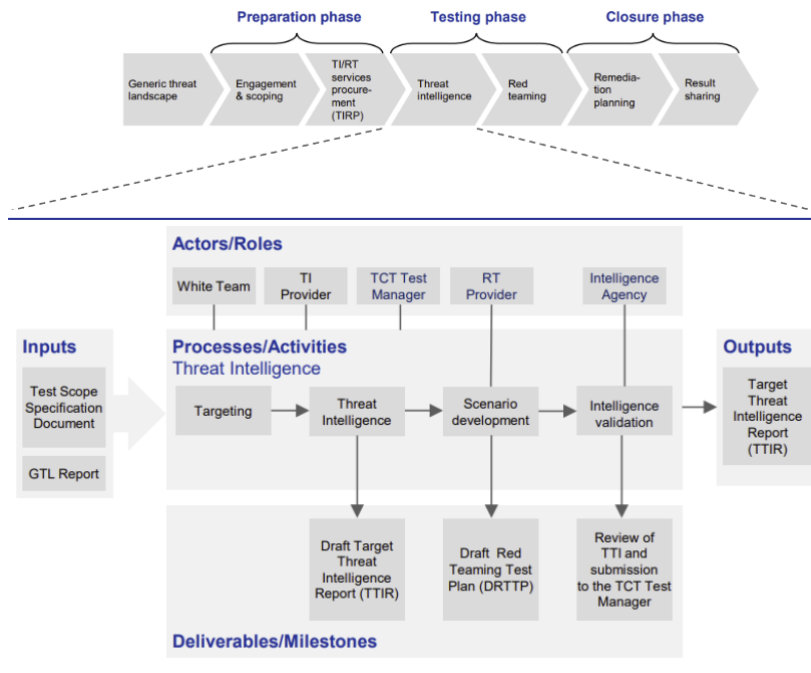 Preparation phase
Testing phase
Closure phase
Generic threat
landscape
Engagement
& scoping
TI/RT
services
procure-
ment
(TIRP)
Threat
intelligence
Red
teaming
Remedia-
tion
planning
Result
sharing
Actors/Roles
White Team
TI
Provider
TCT Test
Manager
RT
Provider
Intelligence
Agency
Inputs
Test Scope
Specification
Document
GTL Report
Processes/Activities
Threat Intelligence
Targeting
Threat
Intelligence
Scenario
development
Intelligence
validation
Outputs
Target
Threat
Intelligence
Report
(TTIR)
Draft Target
Threat
Intelligence
Report (TTIR)
Draft Red
Teaming Test
Plan (DRTTP)
Review of
TTI and
submission
to the TCT Test
Manager
Deliverables/Milestones